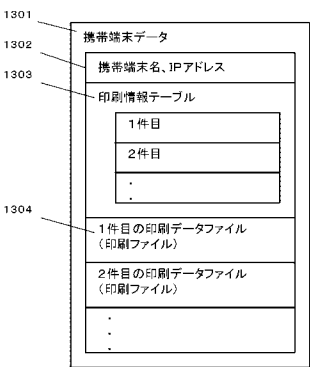 1301
携帯端末データ
1302
携帯端末名、IPアドレス
1303
印刷情報テーブル
1件目
2件目
・
・
1304
1件目の印刷データファイル
（印刷ファイル）
2件目の印刷データファイル
（印刷ファイル）
・
・
・